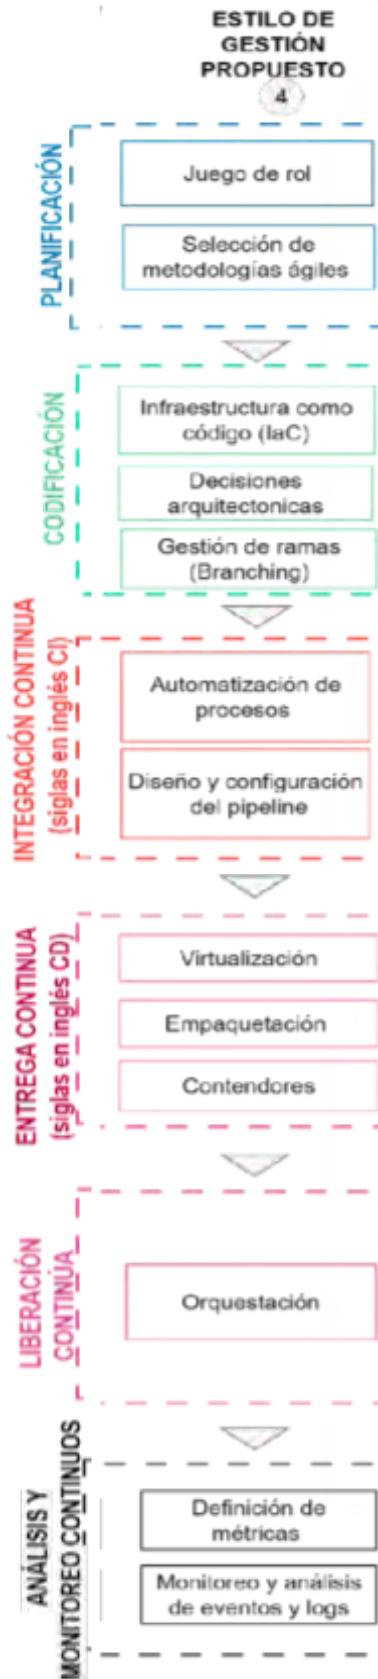 ESTILO DE
GESTIÓN
PROPUESTO
4
PLANIFICACIÓN
Juego de rol
Selección de
metodologías ágiles
CODIFICACIÓN
Infraestructura como
código (IaC)
Decisiones
arquitectonicas
Gestión de ramas
(Branching)
INTEGRACIÓN CONTINUA
(siglas en inglés CI)
Automatización de
procesos
Diseño y configuración
del pipeline
ENTREGA CONTINUA
(siglas en inglés CD)
Virtualización
Empaquetación
Contendores
LIBERACIÓN
CONTINÚA
Orquestación
ANÁLISIS Y
MONITOREO CONTINUOS
Definición de
métricas
Monitoreo y análisis
de eventos y logs